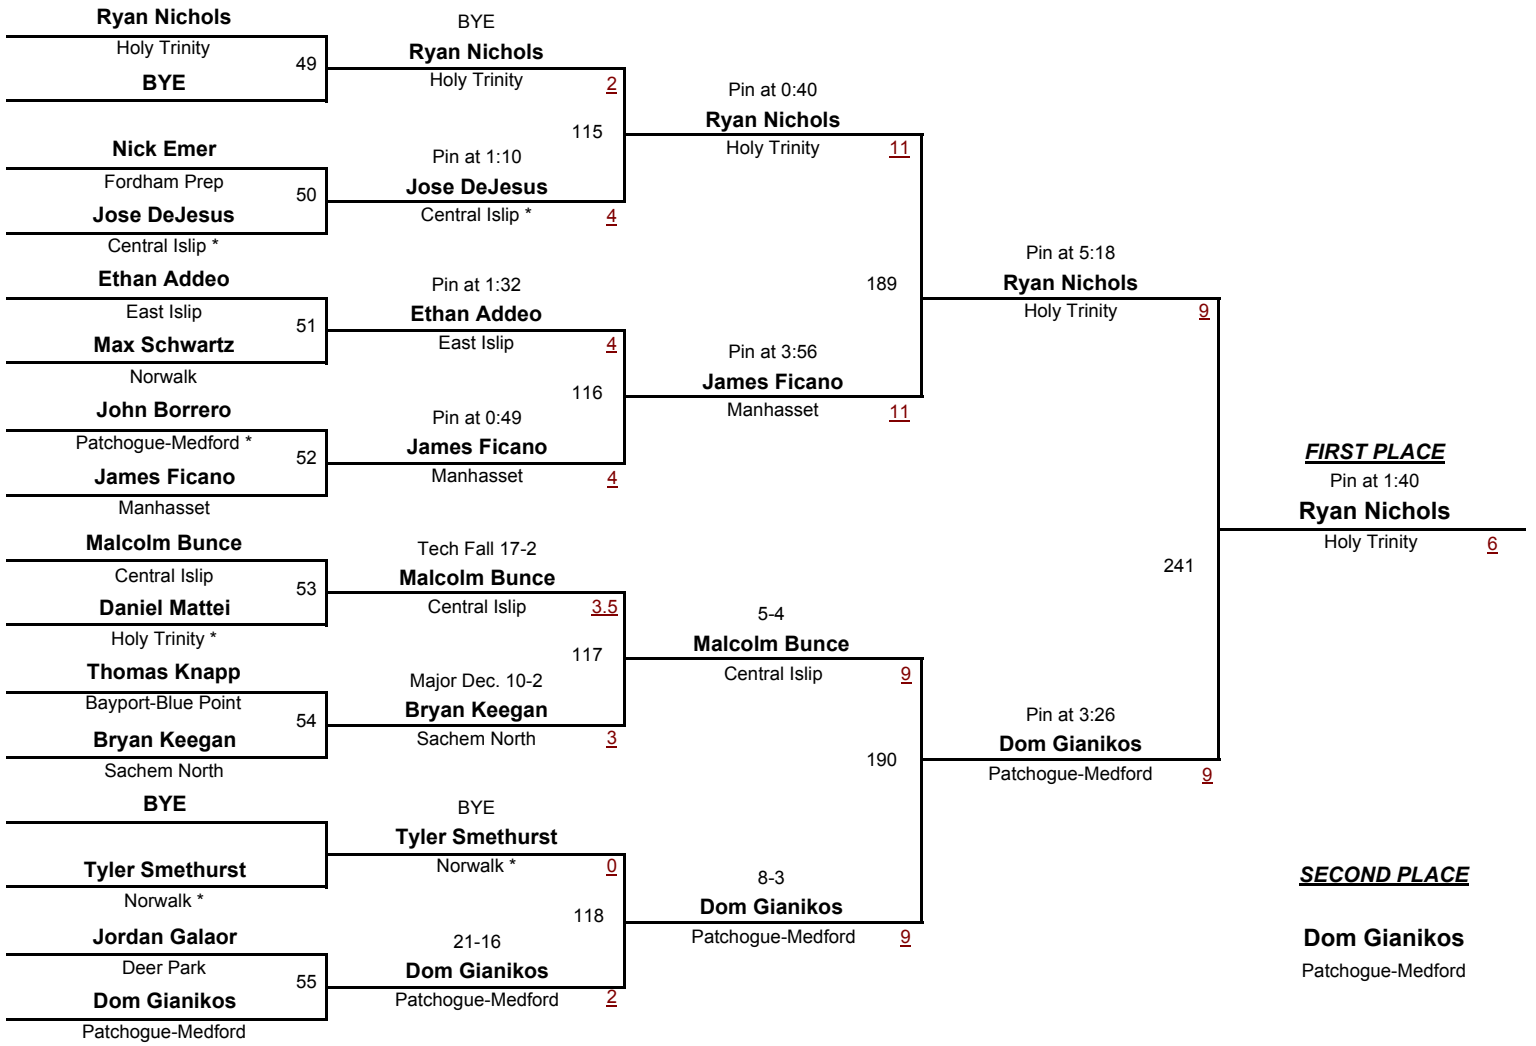 Ryan Nichols
Holy Trinity
49
BYE
Nick Emer
Fordham Prep
50
Jose DeJesus
Central Islip *
Ethan Addeo
East Islip
51
Max Schwartz
Norwalk
John Borrero
Patchogue-Medford *
52
James Ficano
Manhasset
Malcolm Bunce
Central Islip
53
Daniel Mattei
Holy Trinity *
Thomas Knapp
Bayport-Blue Point
54
Bryan Keegan
Sachem North
BYE
Tyler Smethurst
Norwalk *
Jordan Galaor
Deer Park
55
Dom Gianikos
Patchogue-Medford
BYE
Ryan Nichols
Holy Trinity
2
115
Pin at 1:10
Jose DeJesus
Central Islip *
4
Pin at 1:32
Ethan Addeo
East Islip
4
116
Pin at 0:49
James Ficano
Manhasset
4
Tech Fall 17-2
Malcolm Bunce
Central Islip
3.5
117
Major Dec. 10-2
Bryan Keegan
Sachem North
3
BYE
Tyler Smethurst
Norwalk *
0
118
21-16
Dom Gianikos
Patchogue-Medford
2
Pin at 0:40
Ryan Nichols
Holy Trinity
11
189
Pin at 3:56
James Ficano
Manhasset
11
5-4
Malcolm Bunce
Central Islip
9
190
8-3
Dom Gianikos
Patchogue-Medford
9
Pin at 5:18
Ryan Nichols
Holy Trinity
9
241
Pin at 3:26
Dom Gianikos
Patchogue-Medford
9
FIRST PLACE
Pin at 1:40
Ryan Nichols
Holy Trinity
6
SECOND PLACE
Dom Gianikos
Patchogue-Medford